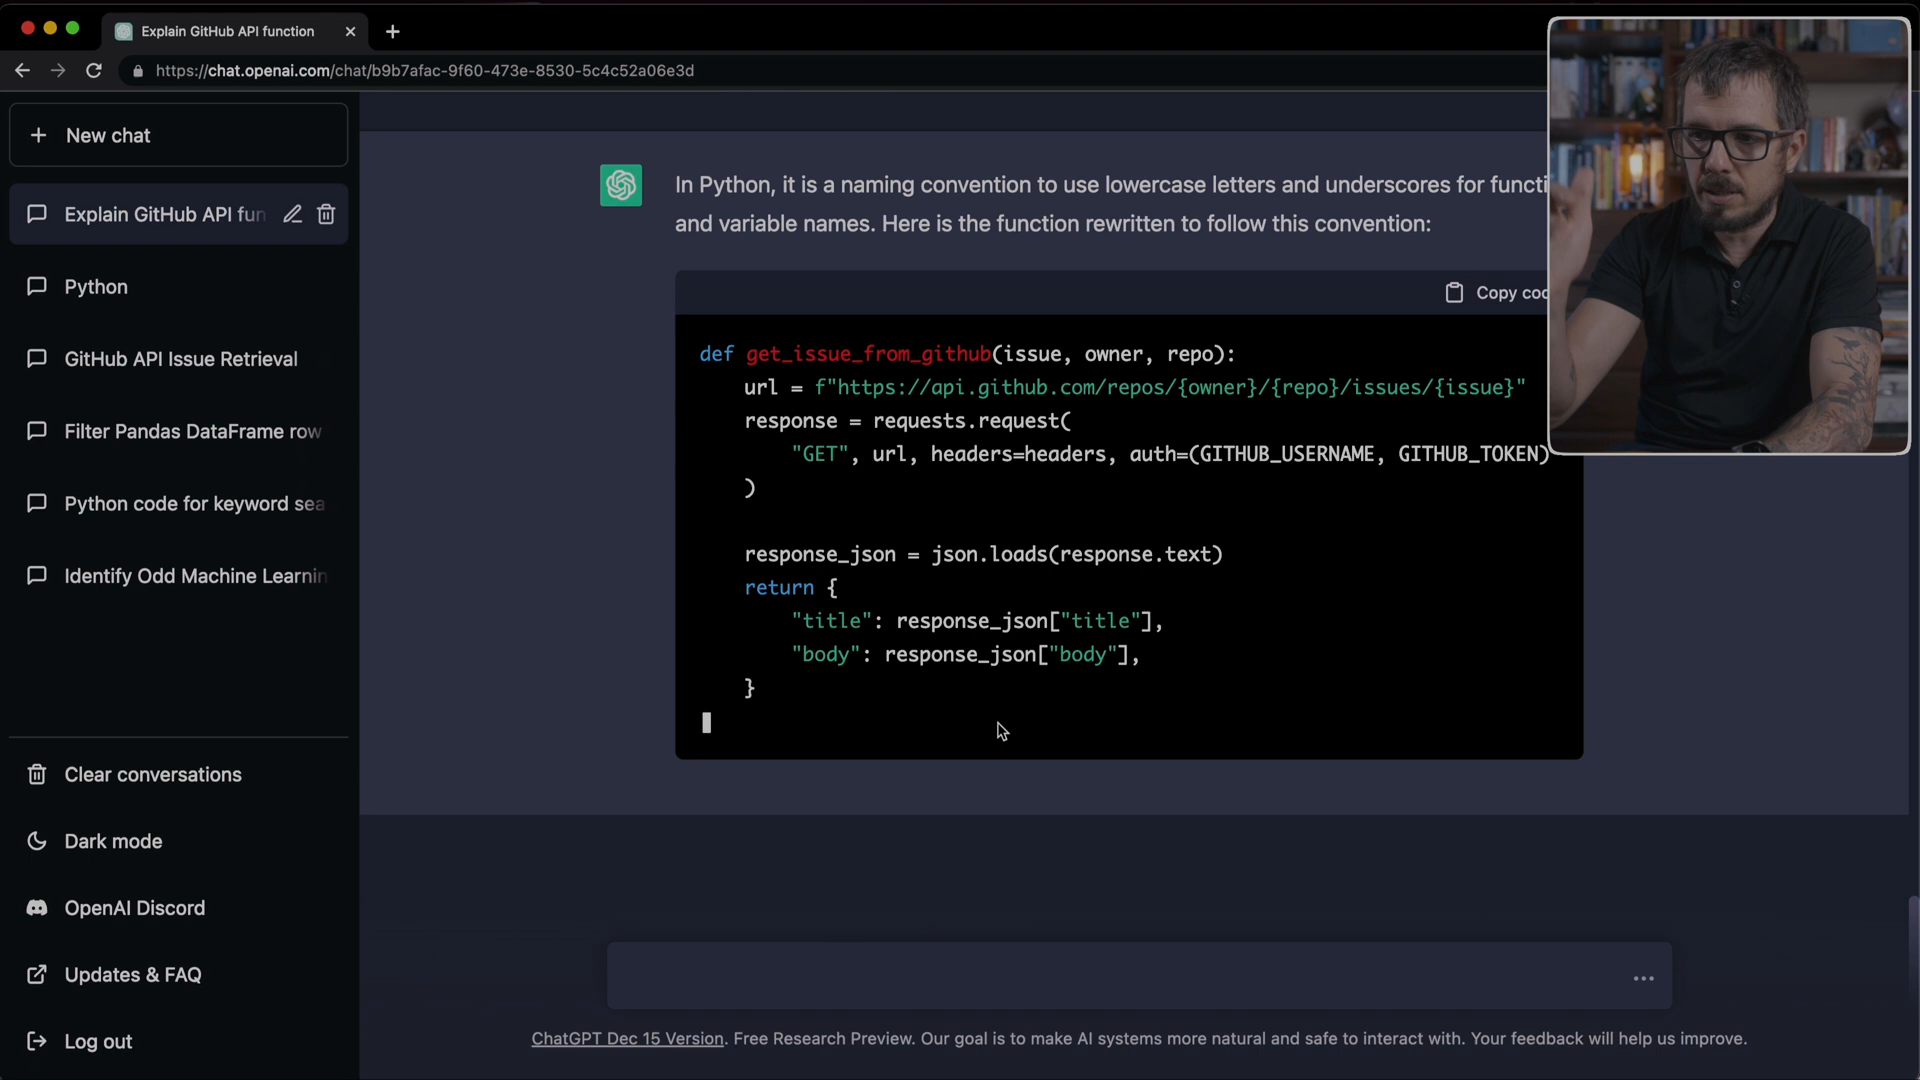 Explain GitHub API function
https://chat.openai.com/chat/b9b7afac-9f60-473e-8530-5c4c52a06e3d
New chat
Explain GitHub API fun
Python
GitHub API Issue Retrieval
Filter Pandas DataFrame row
Python code for keyword sea
Identify Odd Machine Learnin
Clear conversations
Dark mode
OpenAI Discord
Updates & FAQ
Log out
In Python, it is a naming convention to use lowercase letters and underscores for functi
and variable names. Here is the function rewritten to follow this convention:
Copy cod
def get_issue_from_github(issue, owner, repo):
url = f"https://api.github.com/repos/{owner}/{repo}/issues/{issue}"
response = requests.request(
"GET", url, headers=headers, auth=(GITHUB_USERNAME, GITHUB_TOKEN)
)
response_json = json.loads(response.text)
return {
"title": response_json["title"],
"body": response_json["body"],
}
ChatGPT Dec 15 Version. Free Research Preview. Our goal is to make AI systems more natural and safe to interact with. Your feedback will help us improve.